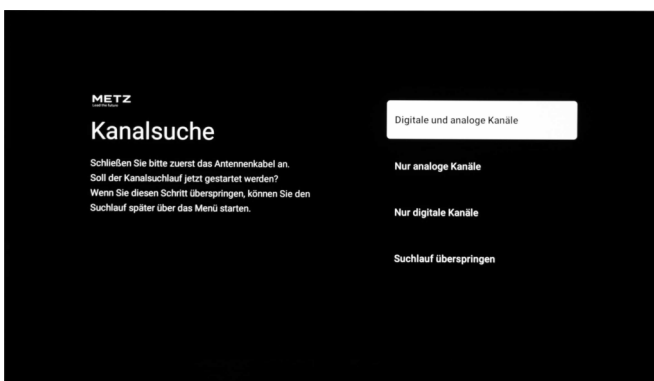 METZ
Kanalsuche
Schließen Sie bitte zuerst das Antennenkabel an.
Soll der Kanalsuchlauf jetzt gestartet werden?
Wenn Sie diesen Schritt überspringen, können Sie den
Suchlauf später über das Menü starten.
Digitale und analoge Kanäle
Nur analoge Kanäle
Nur digitale Kanäle
Suchlauf überspringen